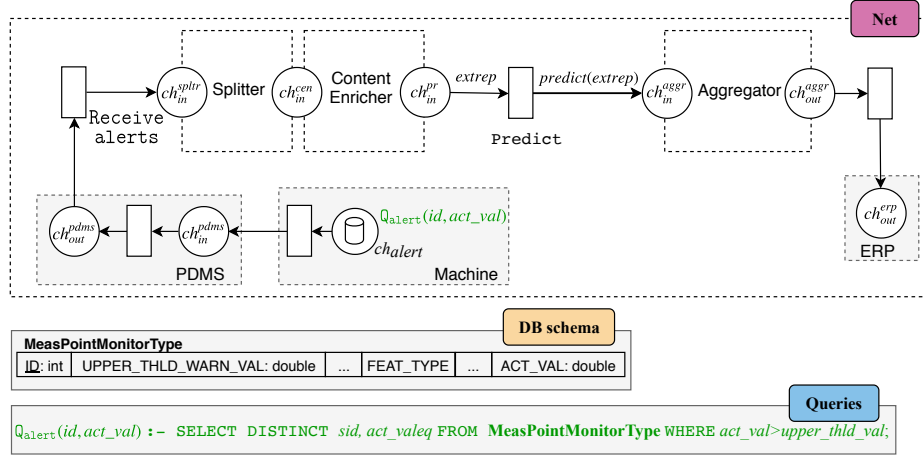 Net
ch_in^spltr Splitter ch_in^cen Content Enricher ch_in^pr extrep predict(extrep) ch_in^aggr Aggregator ch_out^aggr
Receive alerts
Predict
ch_out^pdms ch_in^pdms Q_alert(id, act_val) ch_alert ch_out^erp
PDMS Machine ERP
DB schema
MeasPointMonitorType
ID: int UPPER_THLD_WARN_VAL: double ... FEAT_TYPE ... ACT_VAL: double
Queries
Q_alert(id, act_val) :- SELECT DISTINCT sid, act_valeq FROM MeasPointMonitorType WHERE act_val>upper_thld_val;